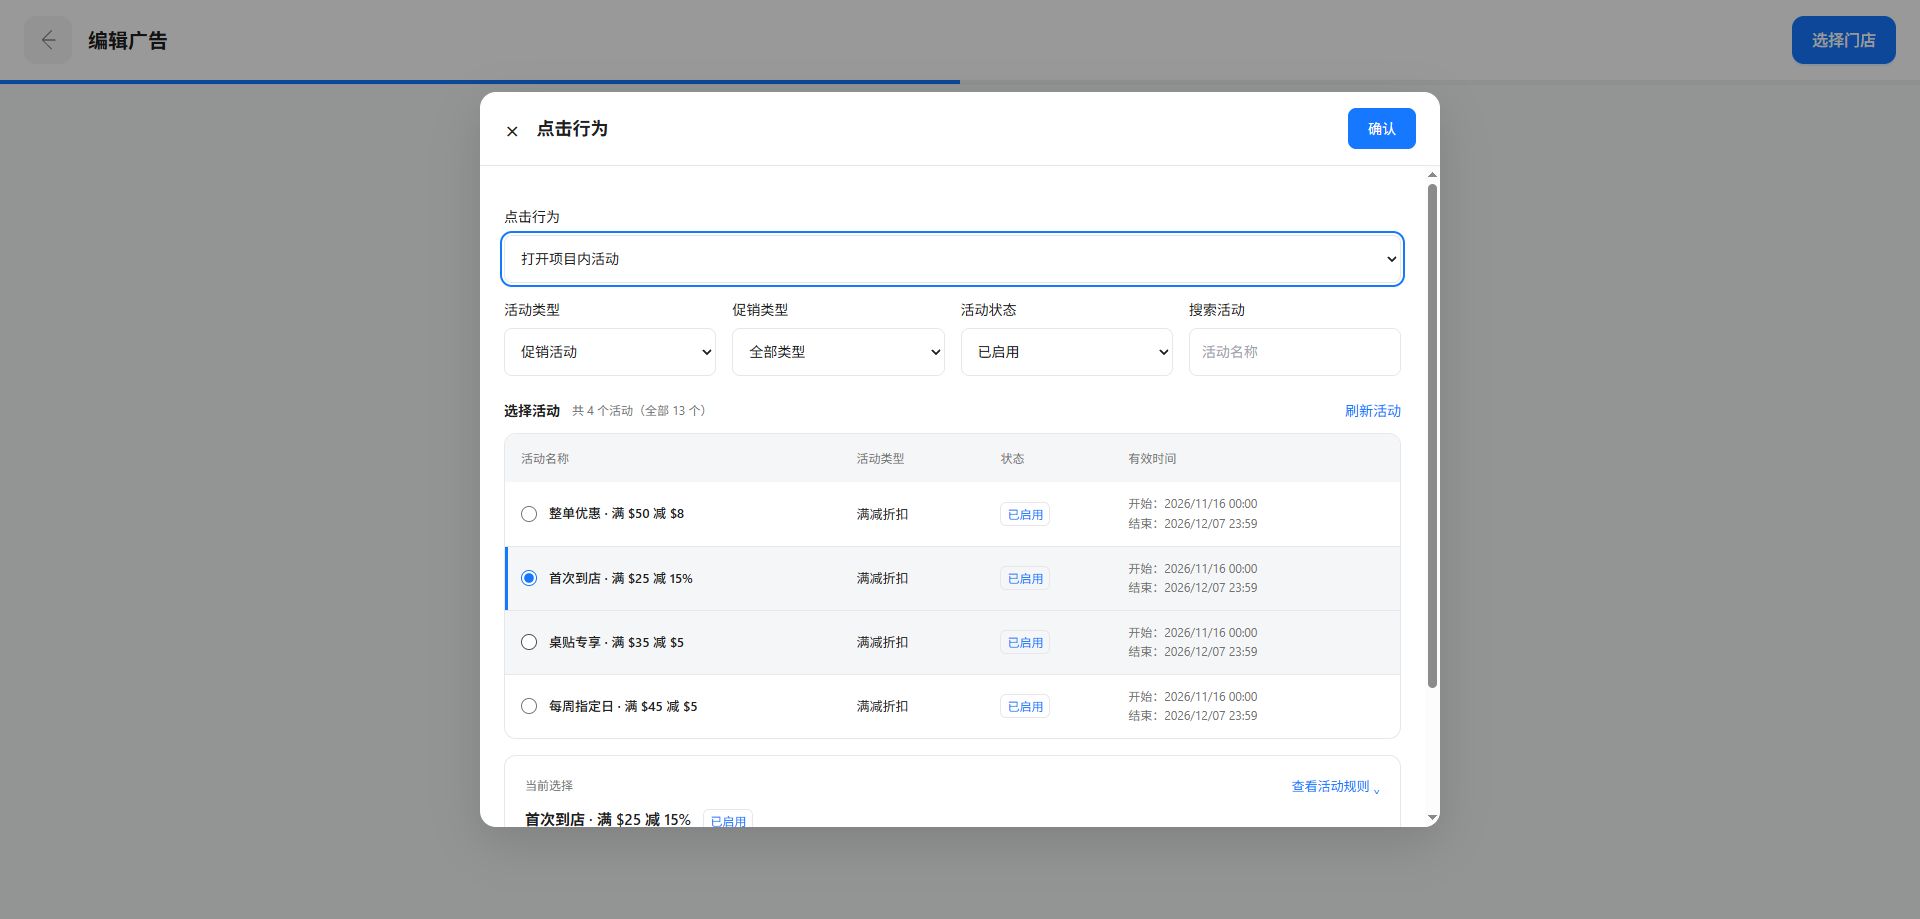 编辑广告
选择门店
× 点击行为
确认
点击行为
打开项目内活动
活动类型 促销类型 活动状态 搜索活动
促销活动 全部类型 已启用 活动名称
选择活动 共 4 个活动（全部 13 个） 刷新活动
活动名称 活动类型 状态 有效时间
整单优惠 · 满 $50 减 $8 满减折扣 已启用 开始：2026/11/16 00:00
结束：2026/12/07 23:59
首次到店 · 满 $25 减 15% 满减折扣 已启用 开始：2026/11/16 00:00
结束：2026/12/07 23:59
桌贴专享 · 满 $35 减 $5 满减折扣 已启用 开始：2026/11/16 00:00
结束：2026/12/07 23:59
每周指定日 · 满 $45 减 $5 满减折扣 已启用 开始：2026/11/16 00:00
结束：2026/12/07 23:59
当前选择 查看活动规则
首次到店 · 满 $25 减 15% 已启用